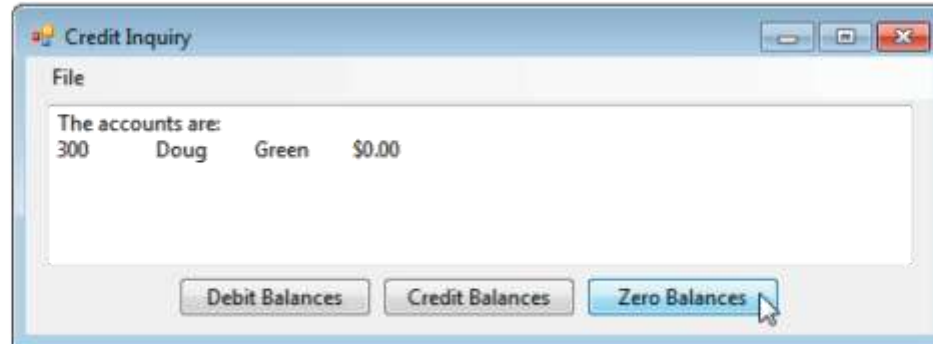 Credit Inquiry
File
The accounts are:
300 Doug Green $0.00
Debit Balances Credit Balances Zero Balances